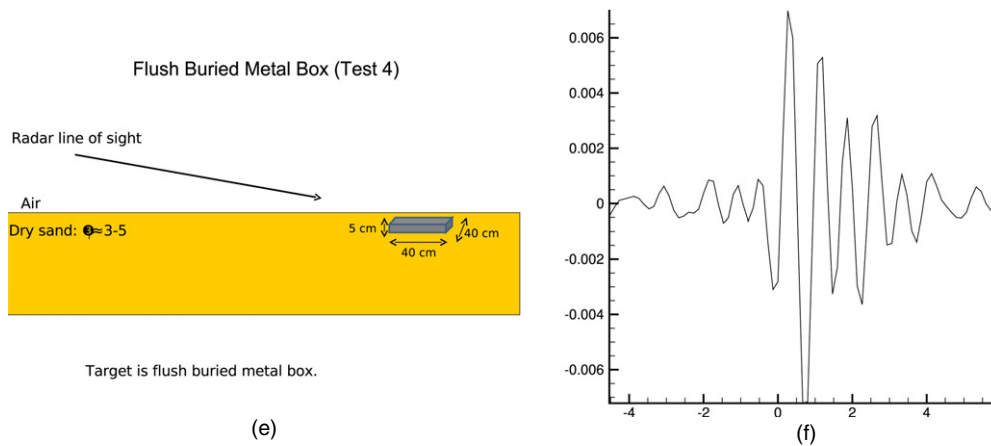 Flush Buried Metal Box (Test 4)
Radar line of sight
Air
Dry sand: ≈3-5
5 cm
40 cm
40 cm
Target is flush buried metal box.
(e)
0.006
0.004
0.002
0
-0.002
-0.004
-0.006
-4 -2 0 2 4
(f)